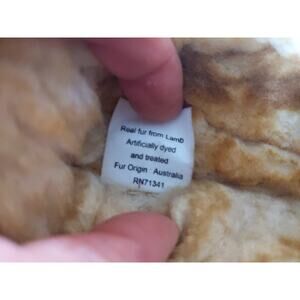 Real fur from Lamb
Artificially dyed
and treated
Fur Origin : Australia
RN71341